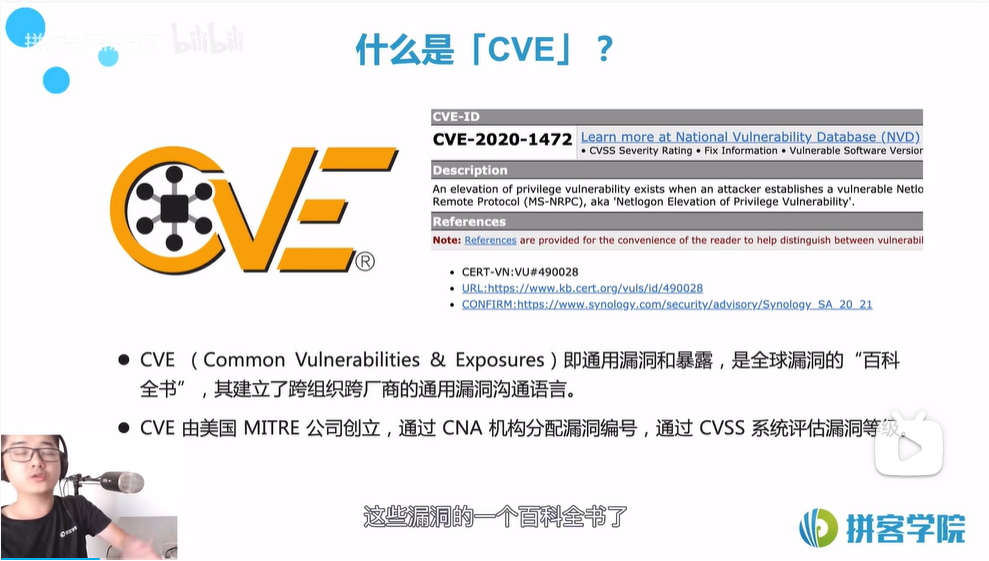 bilibili
什么是「CVE」？
CVE-ID
CVE-2020-1472
Learn more at National Vulnerability Database (NVD)
• CVSS Severity Rating • Fix Information • Vulnerable Software Version
Description
An elevation of privilege vulnerability exists when an attacker establishes a vulnerable Netlo
Remote Protocol (MS-NRPC), aka 'Netlogon Elevation of Privilege Vulnerability'.
References
Note: References are provided for the convenience of the reader to help distinguish between vulnerabil
• CERT-VN:VU#490028
• URL:https://www.kb.cert.org/vuls/id/490028
• CONFIRM:https://www.synology.com/security/advisory/Synology_SA_20_21
CVE®
● CVE （Common Vulnerabilities & Exposures）即通用漏洞和暴露，是全球漏洞的“百科
全书”，其建立了跨组织跨厂商的通用漏洞沟通语言。
● CVE 由美国 MITRE 公司创立，通过 CNA 机构分配漏洞编号，通过 CVSS 系统评估漏洞等级。
这些漏洞的一个百科全书了
拼客学院